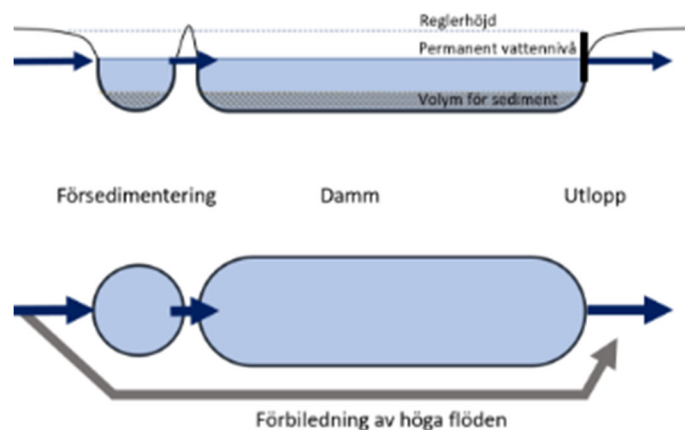 Reglerhöjd
Permanent vattennivå
Volym för sediment
Försedimentering
Damm
Utlopp
Förbiledning av höga flöden